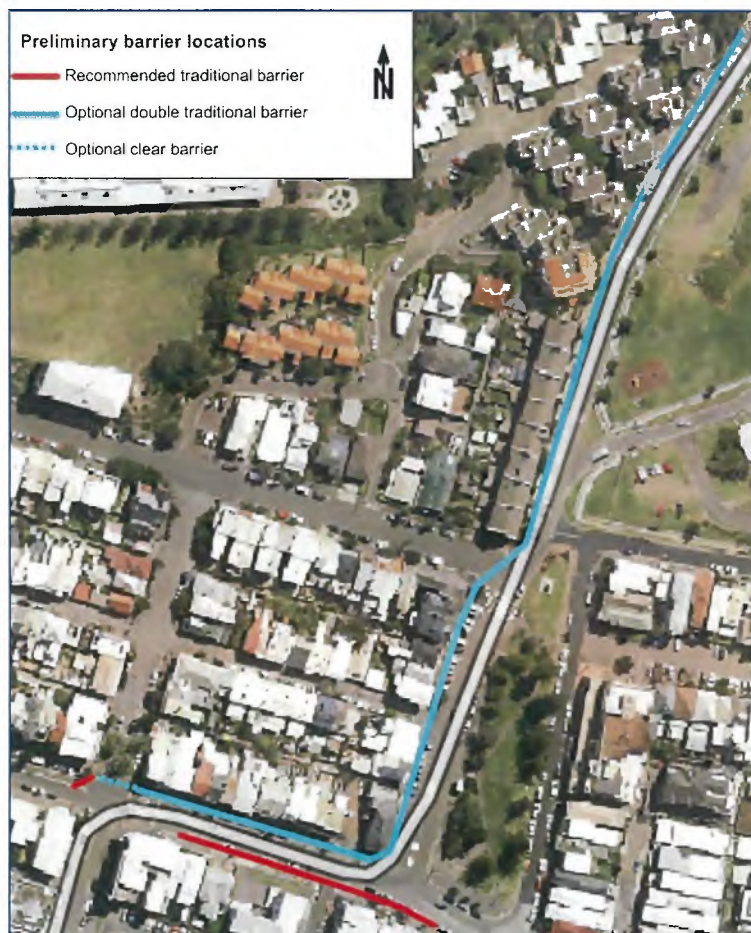 Preliminary barrier locations
N
Recommended traditional barrier
Optional double traditional barrier
Optional clear barrier